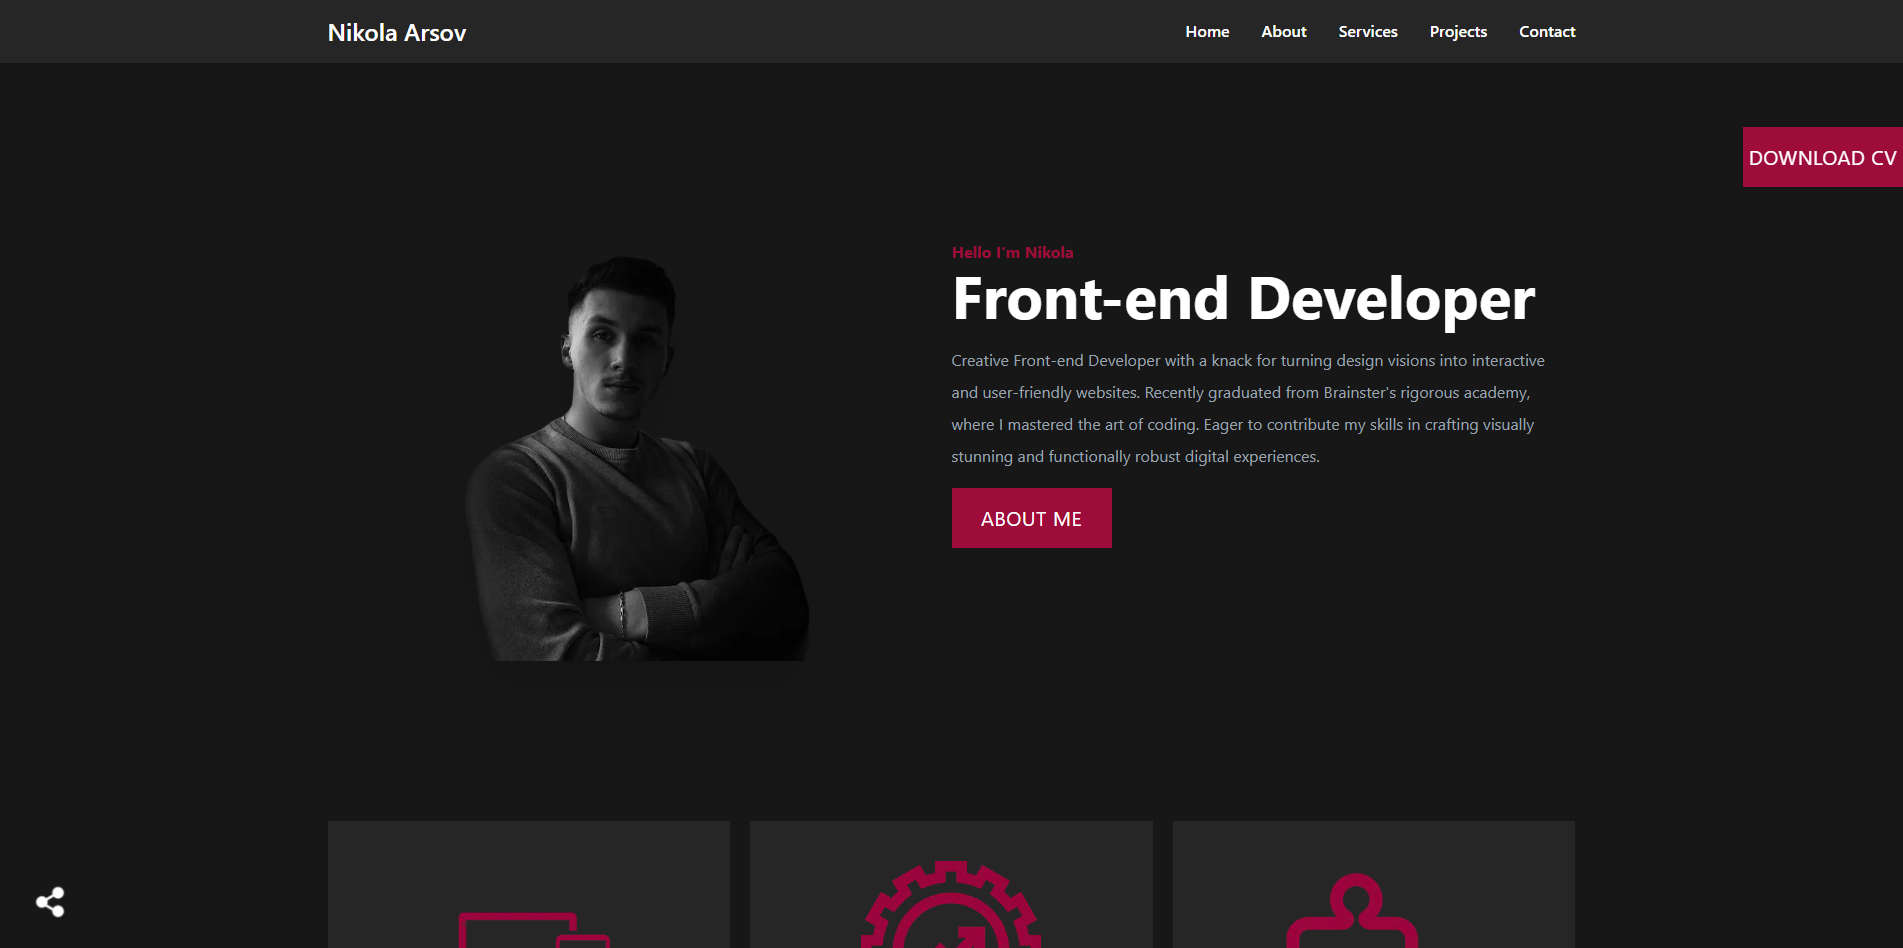 Nikola Arsov
Home About Services Projects Contact
DOWNLOAD CV
Hello I'm Nikola
Front-end Developer
Creative Front-end Developer with a knack for turning design visions into interactive
and user-friendly websites. Recently graduated from Brainster's rigorous academy,
where I mastered the art of coding. Eager to contribute my skills in crafting visually
stunning and functionally robust digital experiences.
ABOUT ME